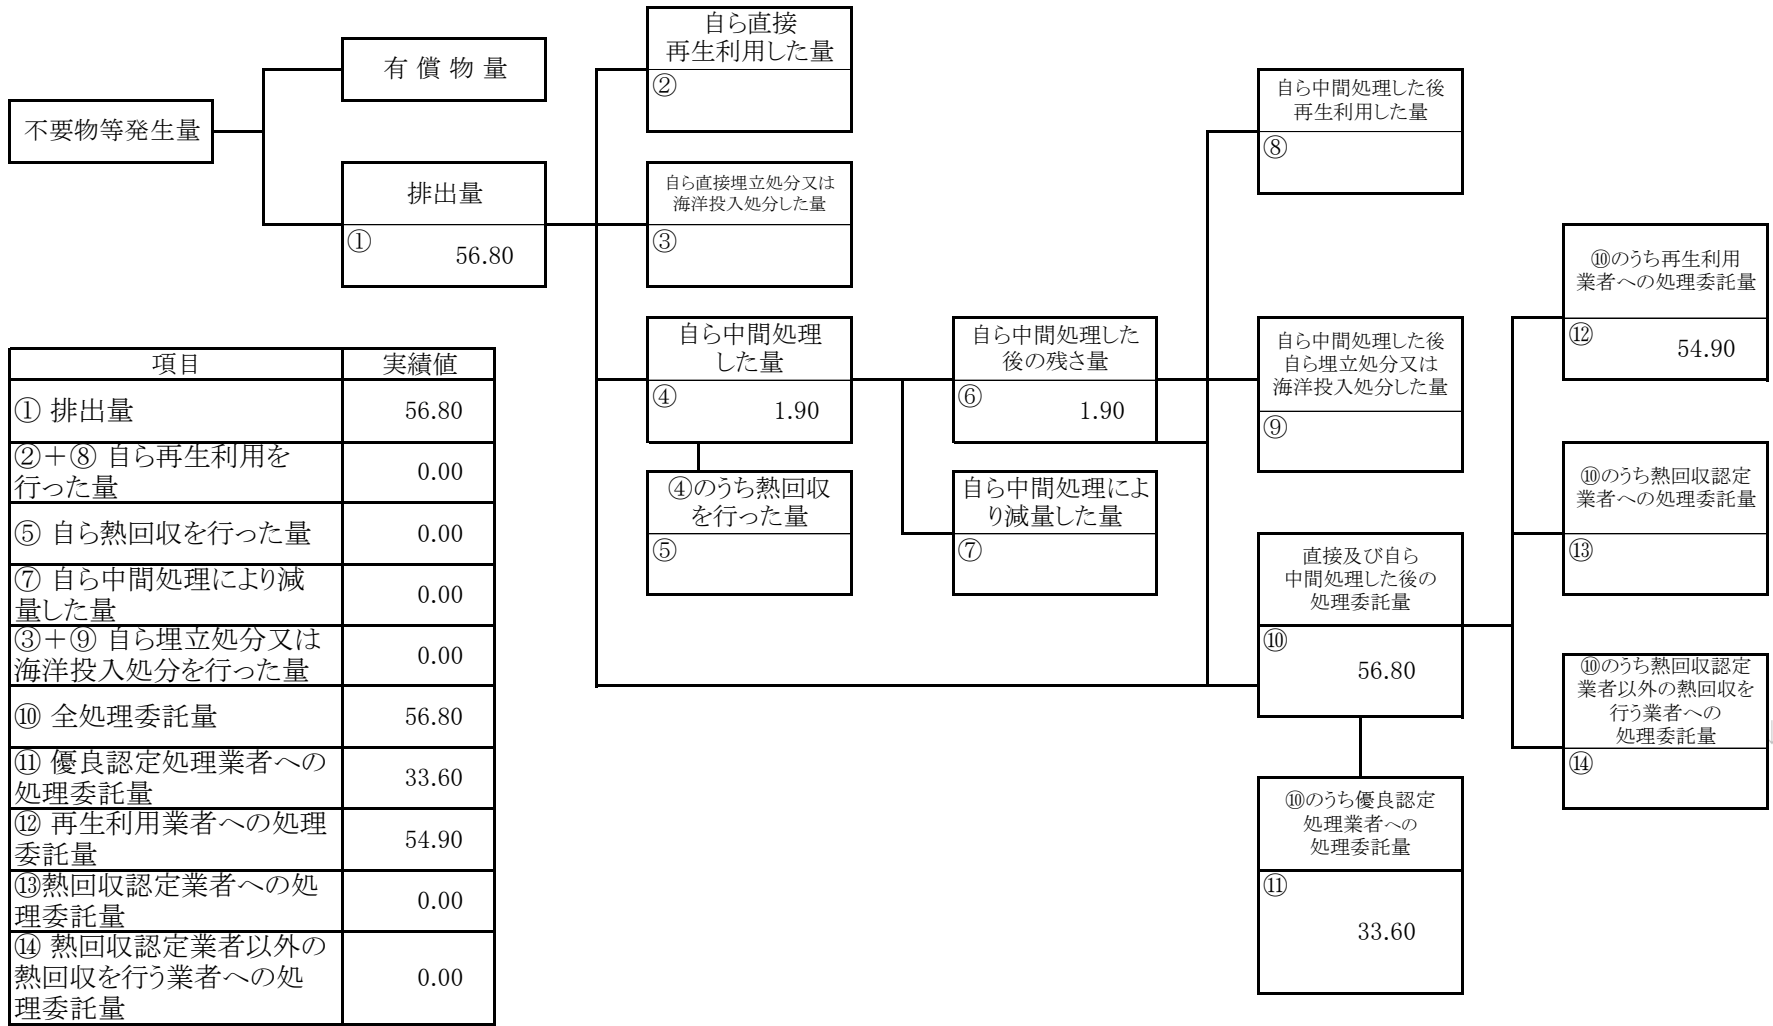 不要物等発生量
有償物量
排出量
①
56.80
自ら直接
再生利用した量
②
自ら直接埋立処分又は
海洋投入処分した量
③
自ら中間処理
した量
④
1.90
④のうち熱回収
を行った量
⑤
自ら中間処理した
後の残さ量
⑥
1.90
自ら中間処理によ
り減量した量
⑦
自ら中間処理した後
再生利用した量
⑧
自ら中間処理した後
自ら埋立処分又は
海洋投入処分した量
⑨
直接及び自ら
中間処理した後の
処理委託量
⑩
56.80
⑩のうち優良認定
処理業者への
処理委託量
⑪
33.60
⑩のうち再生利用
業者への処理委託量
⑫
54.90
⑩のうち熱回収認定
業者への処理委託量
⑬
⑩のうち熱回収認定
業者以外の熱回収を
行う業者への
処理委託量
⑭
項目 実績値
① 排出量 56.80
②＋⑧ 自ら再生利用を
行った量 0.00
⑤ 自ら熱回収を行った量 0.00
⑦ 自ら中間処理により減
量した量 0.00
③＋⑨ 自ら埋立処分又は
海洋投入処分を行った量 0.00
⑩ 全処理委託量 56.80
⑪ 優良認定処理業者への
処理委託量 33.60
⑫ 再生利用業者への処理
委託量 54.90
⑬熱回収認定業者への処
理委託量 0.00
⑭ 熱回収認定業者以外の
熱回収を行う業者への処
理委託量 0.00